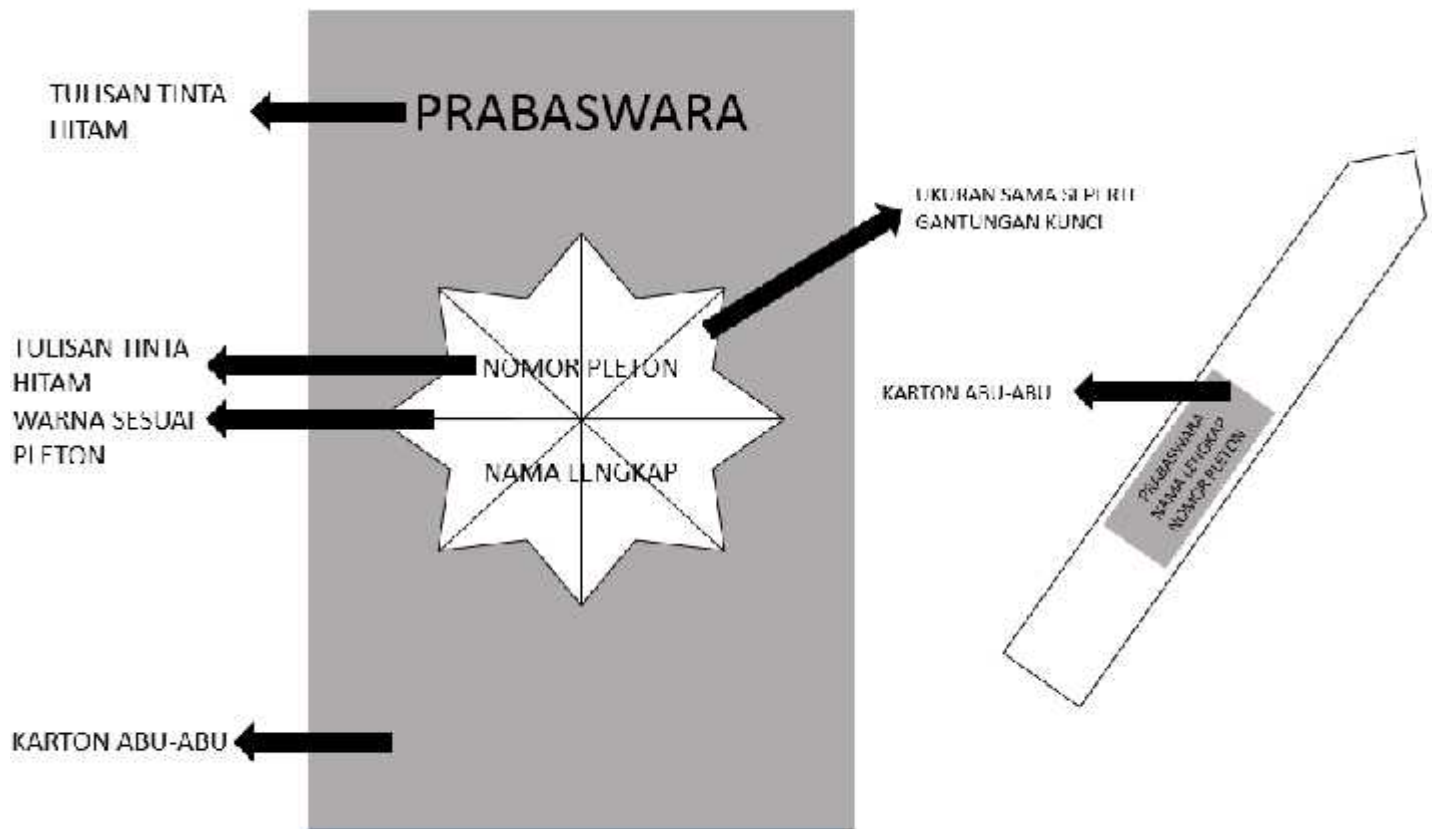 TULISAN TINTA
HITAM
PRABASWARA
UKURAN SAMA SEPERTI
GANTUNGAN KUNCI
TULISAN TINTA
HITAM
NOMOR PLETON
WARNA SESUAI
PLETON
NAMA LENGKAP
KARTON ABU-ABU
KARTON ABU-ABU
PRABASWARA
NAMA LENGKAP
NOMOR PLETON